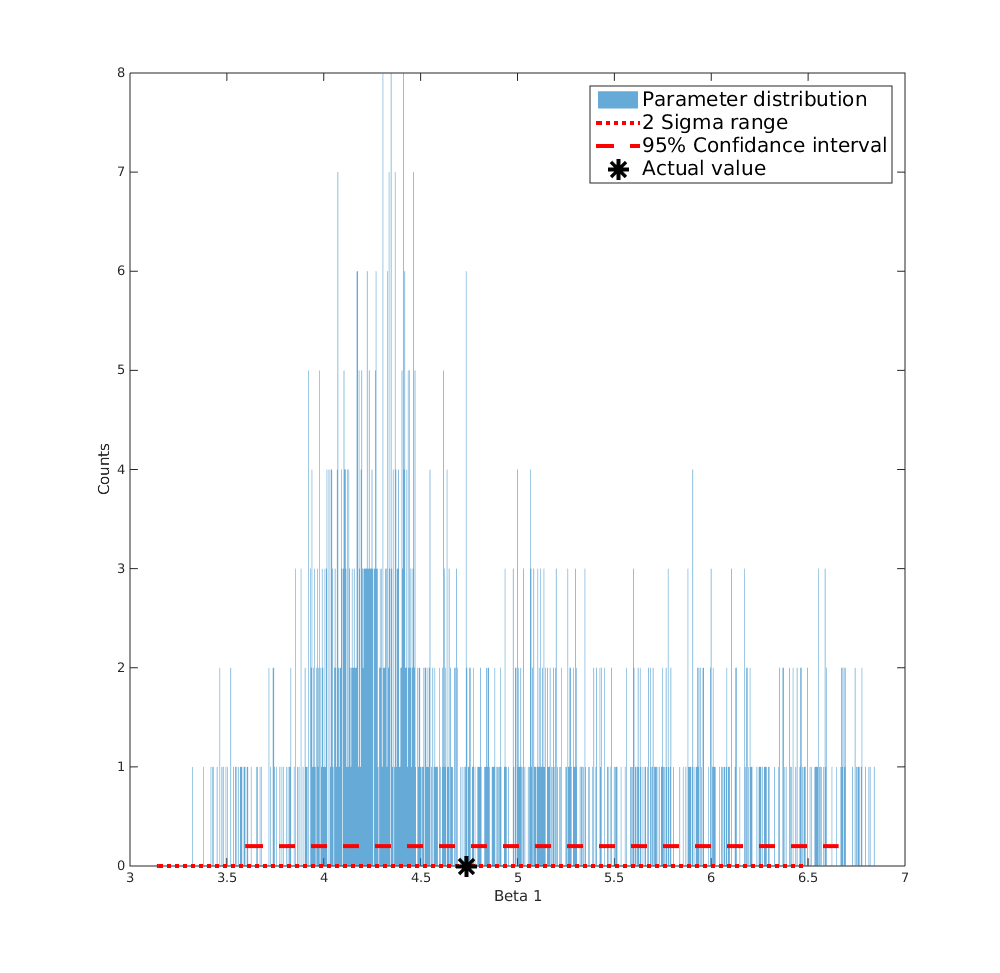 8
7
6
5
4
3
2
1
0
Counts
3 3.5 4 4.5 5 5.5 6 6.5 7
Beta 1
Parameter distribution
2 Sigma range
95% Confidance interval
Actual value